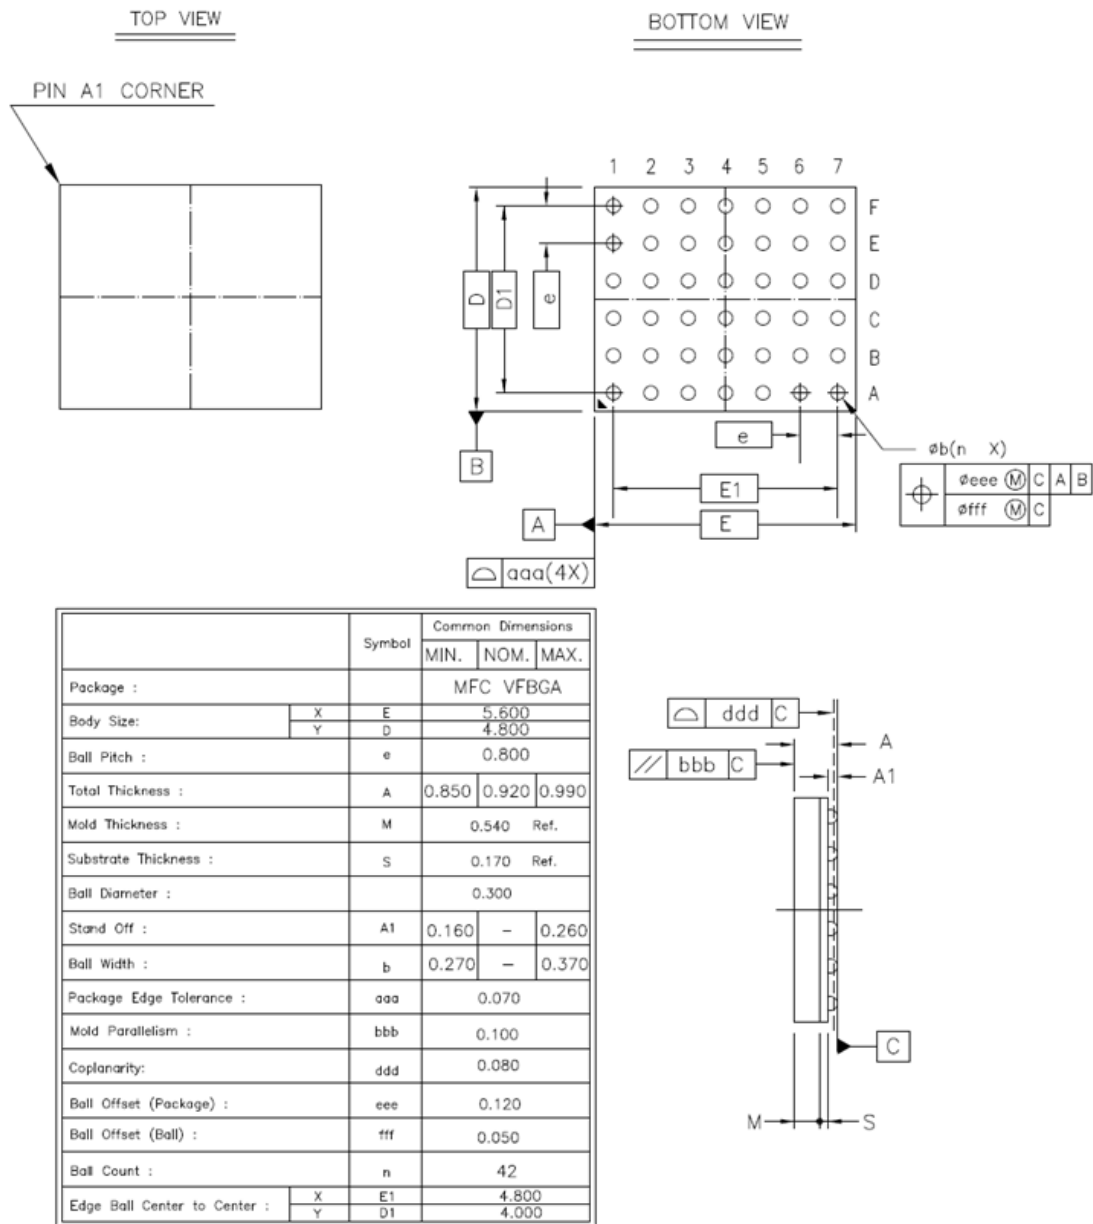 TOP VIEW
BOTTOM VIEW
PIN A1 CORNER
1 2 3 4 5 6 7
F
E
D
C
B
A
D
D1
e
B
e
E1
E
A
aaa(4X)
øb(n X)
øeee Ⓜ C A B
øfff Ⓜ C
Symbol Common Dimensions
MIN. NOM. MAX.
Package : MFC VFBGA
Body Size: X E 5.600
Y D 4.800
Ball Pitch : e 0.800
Total Thickness : A 0.850 0.920 0.990
Mold Thickness : M 0.540 Ref.
Substrate Thickness : S 0.170 Ref.
Ball Diameter : 0.300
Stand Off : A1 0.160 - 0.260
Ball Width : b 0.270 - 0.370
Package Edge Tolerance : aaa 0.070
Mold Parallelism : bbb 0.100
Coplanarity: ddd 0.080
Ball Offset (Package) : eee 0.120
Ball Offset (Ball) : fff 0.050
Ball Count : n 42
Edge Ball Center to Center : X E1 4.800
Y D1 4.000
ddd C
A
// bbb C
A1
C
M
S